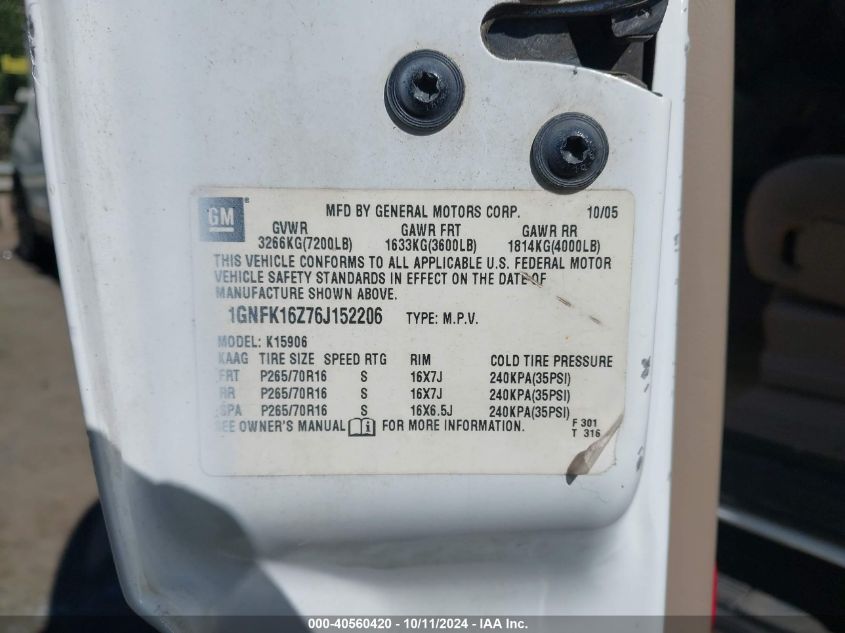 GM ® MFD BY GENERAL MOTORS CORP. 10/05
GVWR GAWR FRT GAWR RR
3266KG(7200LB) 1633KG(3600LB) 1814KG(4000LB)
THIS VEHICLE CONFORMS TO ALL APPLICABLE U.S. FEDERAL MOTOR
VEHICLE SAFETY STANDARDS IN EFFECT ON THE DATE OF
MANUFACTURE SHOWN ABOVE.
1GNFK16Z76J152206 TYPE: M.P.V.
MODEL: K15906
KAAG TIRE SIZE SPEED RTG RIM COLD TIRE PRESSURE
FRT P265/70R16 S 16X7J 240KPA(35PSI)
RR P265/70R16 S 16X7J 240KPA(35PSI)
SPA P265/70R16 S 16X6.5J 240KPA(35PSI)
SEE OWNER'S MANUAL FOR MORE INFORMATION. F 301
T 316
000-40560420 - 10/11/2024 - IAA Inc.